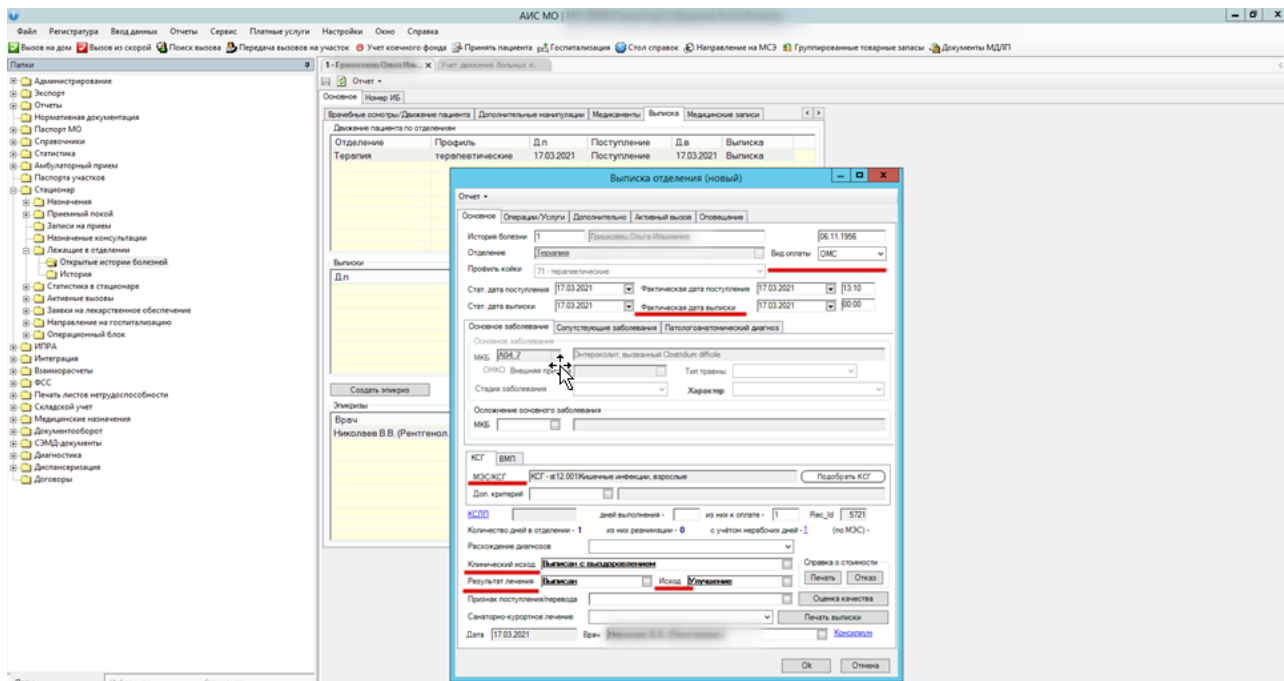 АИС МО
Файл Регистратура Ввод данных Отчеты Сервис Платные услуги Настройки Окно Справка
Вызов на дом Вызов из скорой Поиск вызова Передача вызовов на участок Учет коечного фонда Принять пациента Госпитализация Стол справок Направление на МСЭ Группированные товарные запасы Документы МДЛП
Папки
Администрирование
Экспорт
Отчеты
Нормативная документация
Паспорт МО
Справочники
Статистика
Амбулаторный прием
Паспорта участков
Стационар
Назначения
Приемный покой
Записи на прием
Назначеные консультации
Лежащие в отделении
Открытые истории болезней
История
Статистика в стационаре
Активные вызовы
Заявки на лекарственное обеспечение
Направление на госпитализацию
Операционный блок
ИПРА
Интеграция
Взаиморасчеты
ФСС
Печать листов нетрудоспособности
Складской учет
Медицинские назначения
Документооборот
СЭМД-документы
Диагностика
Диспансеризация
Договоры
Учет движения больных п...
Отчет
Основное Номер ИБ
Врачебные осмотры/Движение пациента Дополнительные манипуляции Медикаменты Выписка Медицинские записи
Движение пациента по отделениям
Отделение Профиль Д.п Поступление Д.в Выписка
Терапия терапевтические 17.03.2021 Поступление 17.03.2021 Выписка
Выписки
Д.п
Создать эпикриз
Эпикризы
Врач
Николаев В.В. (Рентгенол
Выписка отделения (новый)
Отчет
Основное Операции/Услуги Дополнительно Активный вызов Оповещение
История болезни 1 06.11.1956
Отделение Терапия Вид оплаты ОМС
Профиль койки 71 - терапевтические
Стат. дата поступления 17.03.2021 Фактическая дата поступления 17.03.2021 13:10
Стат. дата выписки 17.03.2021 Фактическая дата выписки 17.03.2021 00:00
Основное заболевание Сопутствующие заболевания Патологоанатомический диагноз
Основное заболевание
МКБ A04.7 Энтероколит, вызванный Clostridium difficile
ОНКО Внешняя Тип травмы
Стадия заболевания Характер
Осложнение основного заболевания
МКБ
КСГ ВМП
МЭС/КСГ КСГ - st12.001Кишечные инфекции, взрослые Подобрать КСГ
Доп. критерий
КСЛП дней выполнения - из них к оплате - 1 Rec_Id 5721
Количество дней в отделении - 1 из них реанимации - 0 с учётом нерабочих дней - 1 (по МЭС) -
Расхождение диагнозов
Клинический исход Выписан с выздоровлением Справка о стоимости
Результат лечения Выписан Исход Улучшение Печать Отказ
Признак поступления/перевода Оценка качества
Санаторно-курортное лечение Печать выписки
Дата 17.03.2021 Врач Консилиум
Ok Отмена